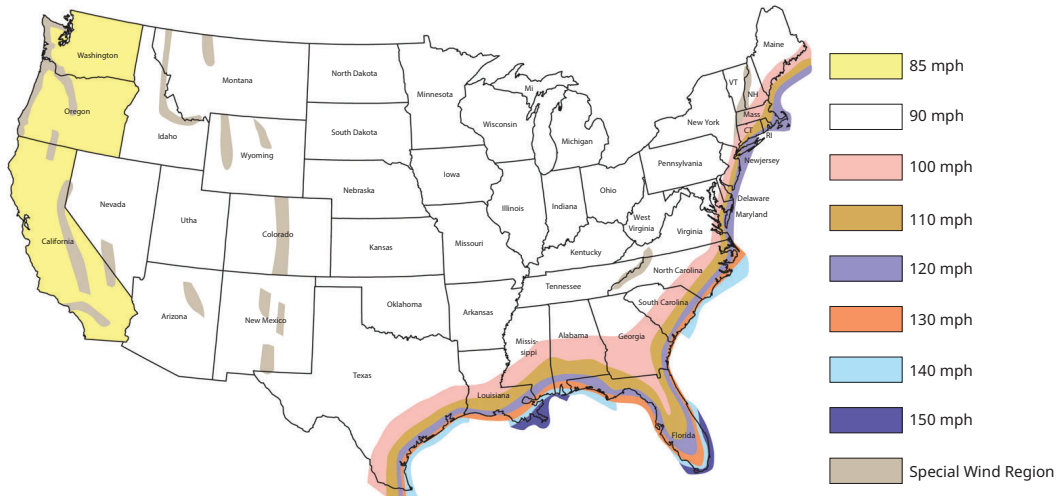 Washington
Oregon
California
Nevada
Idaho
Montana
Wyoming
Utha
Colorado
Arizona
New Mexico
North Dakota
South Dakota
Nebraska
Kansas
Oklahoma
Texas
Minnesota
Iowa
Missouri
Arkansas
Louisiana
Wisconsin
Mi
Michigan
Illinois
Indiana
Ohio
Kentucky
Tennessee
Missis-
sippi
Alabama
Georgia
Florida
South Carolina
North Carolina
Virginia
West
Virginia
Pennsylvania
New York
Maine
VT
NH
Mass
CT
RI
Newjersey
Delaware
Maryland
85 mph
90 mph
100 mph
110 mph
120 mph
130 mph
140 mph
150 mph
Special Wind Region